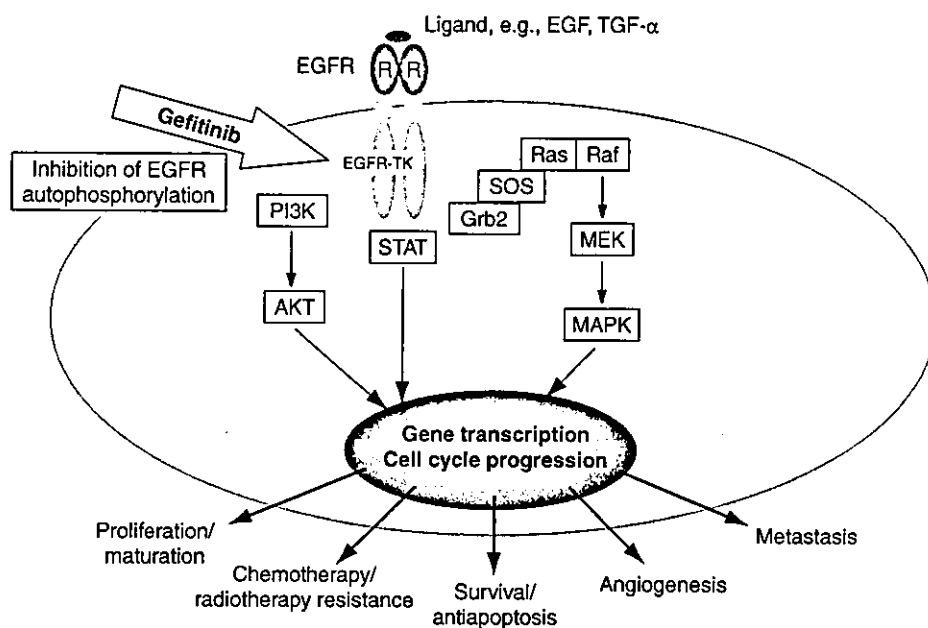 Ligand, e.g., EGF, TGF-α
EGFR
R R
Gefitinib
EGFR-TK
Inhibition of EGFR
autophosphorylation
Ras Raf
SOS
Grb2
PI3K
STAT
MEK
AKT
MAPK
Gene transcription
Cell cycle progression
Proliferation/
maturation
Chemotherapy/
radiotherapy resistance
Survival/
antiapoptosis
Angiogenesis
Metastasis